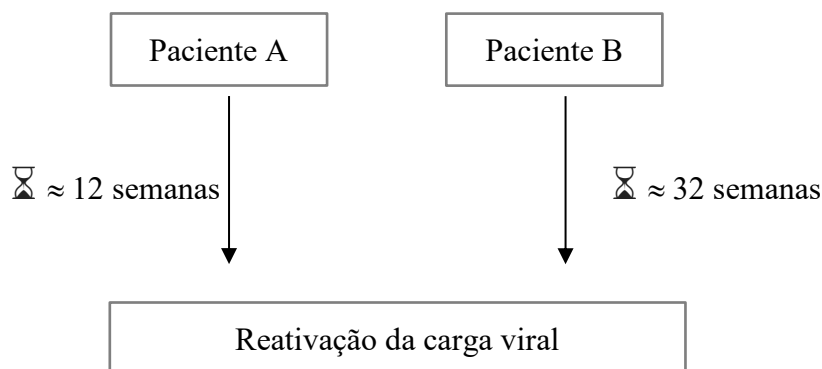 Paciente A
Paciente B
⌛ ≈ 12 semanas
⌛ ≈ 32 semanas
Reativação da carga viral